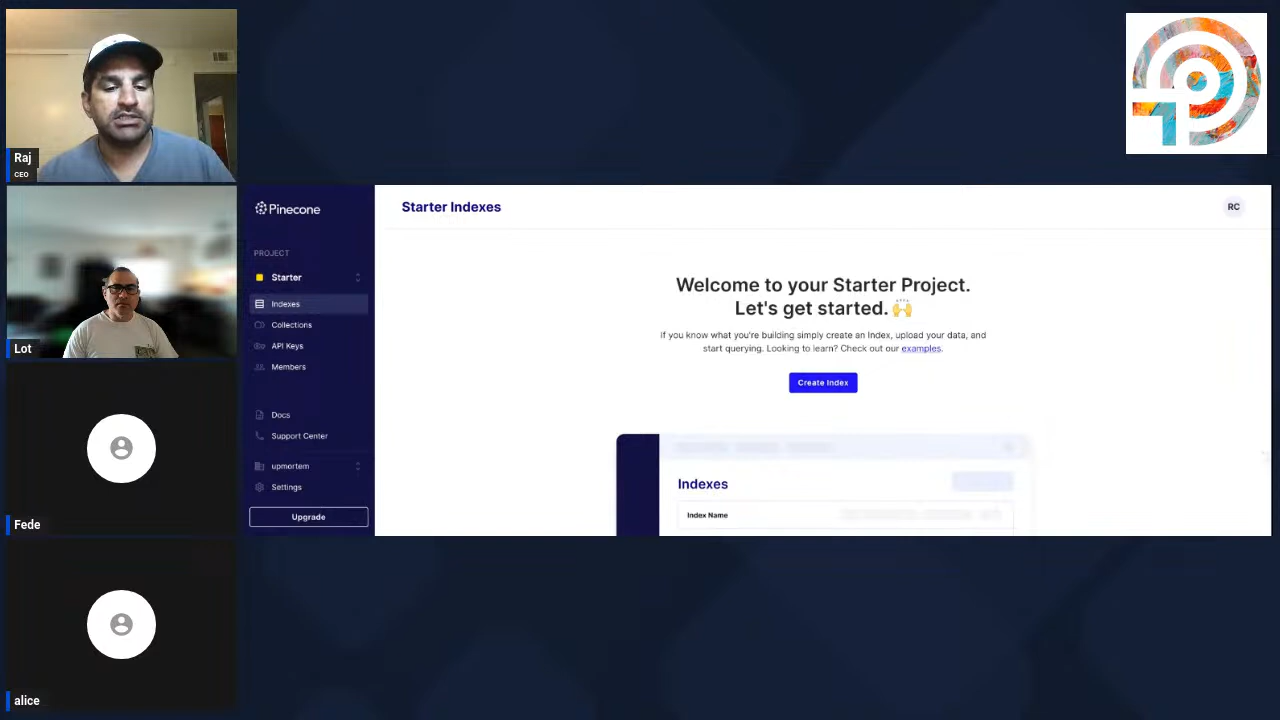 Raj
CEO
Lot
Fede
alice
Pinecone
PROJECT
Starter
Indexes
Collections
API Keys
Members
Docs
Support Center
upmortem
Settings
Upgrade
Starter Indexes
RC
Welcome to your Starter Project.
Let's get started. 🙌
If you know what you're building simply create an Index, upload your data, and
start querying. Looking to learn? Check out our examples.
Create Index
Indexes
Index Name